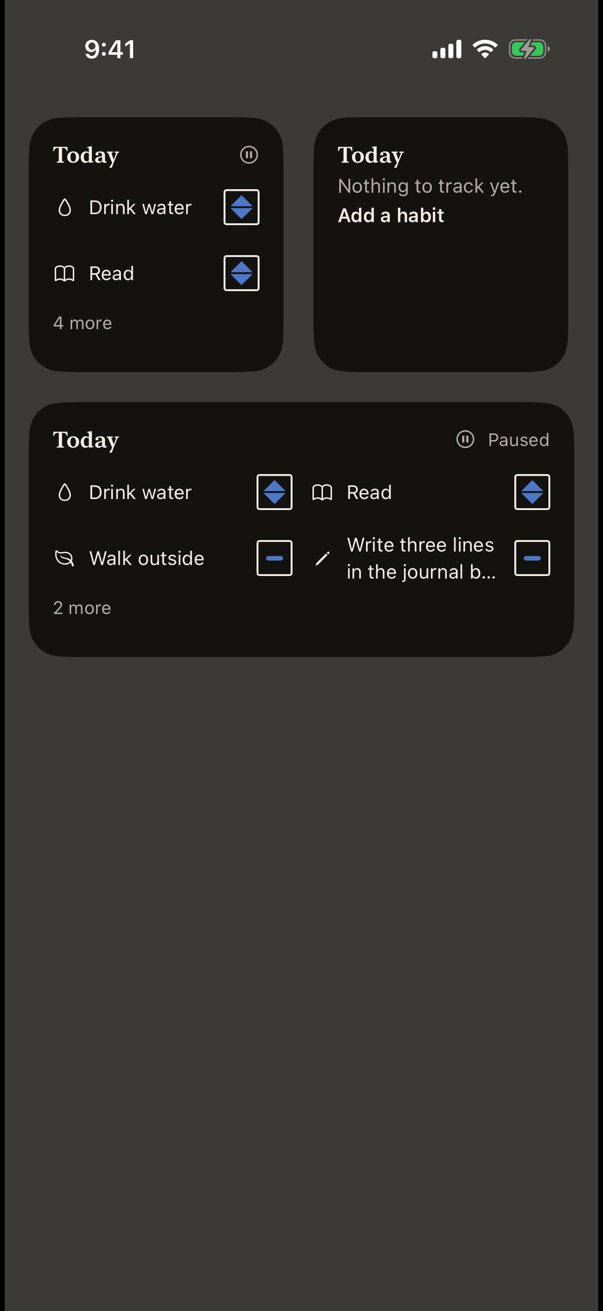 9:41
Today
Drink water
Read
4 more
Today
Nothing to track yet.
Add a habit
Today
Paused
Drink water
Read
Walk outside
Write three lines
in the journal b...
2 more